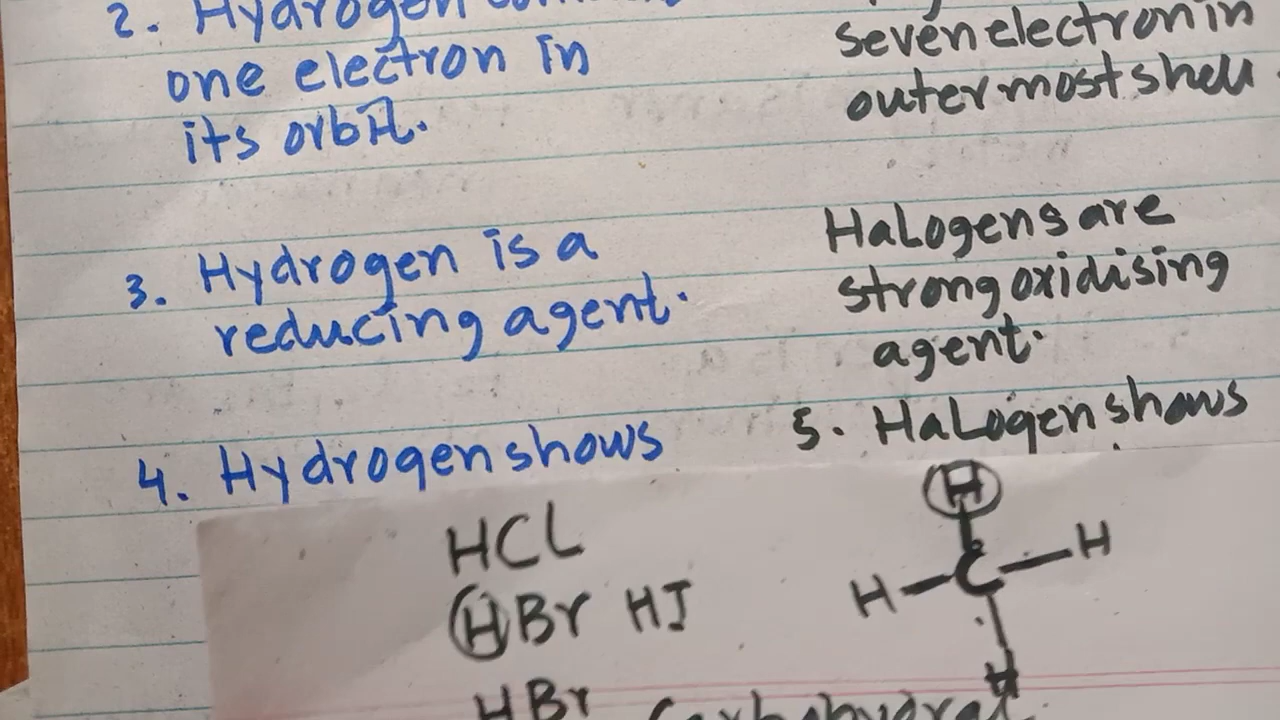 2. Hydrogen
one electron in
its orbit.
seven electron in
outermost shell
3. Hydrogen is a
reducing agent.
Halogens are
strong oxidising
agent.
4. Hydrogen shows
5. Halogen shows
HCL
HBr HI
HBr
H
H C H
H